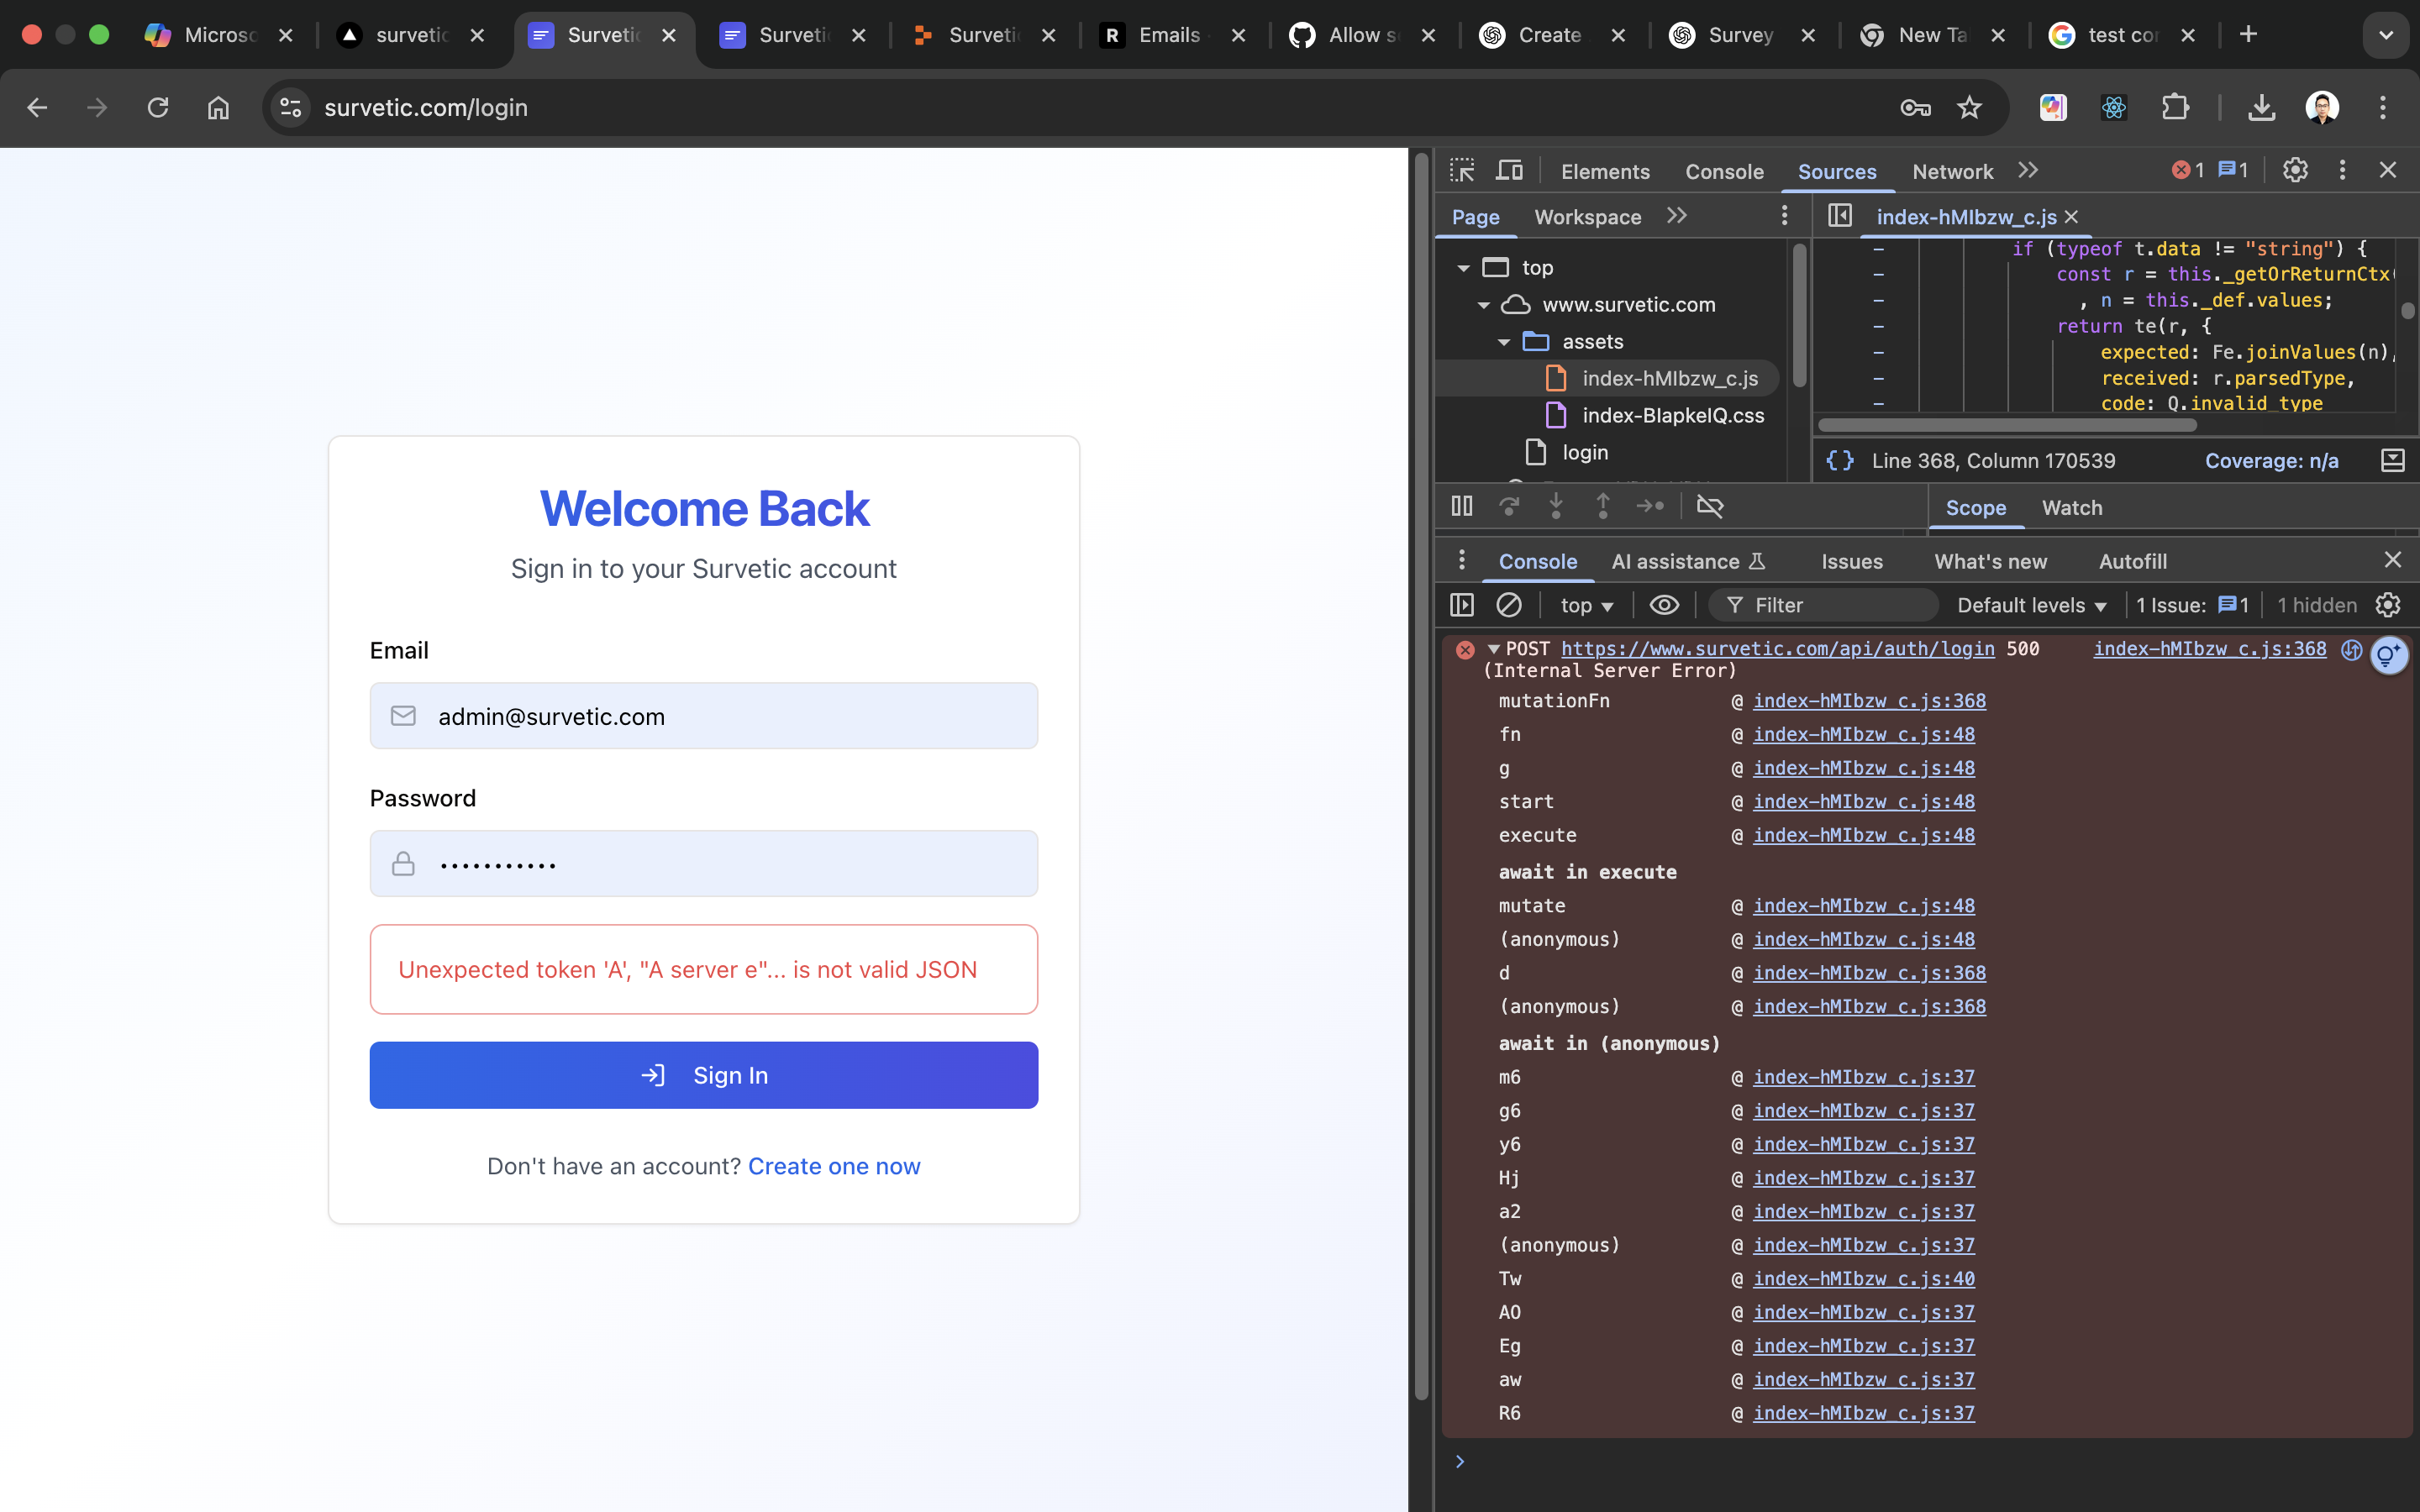 Microso
survetic
Survetic
Survetic
Survetic
R
Emails
Allow s
Create
Survey
New Ta
test co
survetic.com/login
Welcome Back
Sign in to your Survetic account
Email
admin@survetic.com
Password
•••••••••••
Unexpected token 'A', "A server e"... is not valid JSON
Sign In
Don't have an account? Create one now
Elements
Console
Sources
Network
1
1
Page
Workspace
index-hMIbzw_c.js
top
www.survetic.com
assets
index-hMIbzw_c.js
index-BlapkeIQ.css
login
if (typeof t.data != "string") {
const r = this._getOrReturnCtx(
, n = this._def.values;
return te(r, {
expected: Fe.joinValues(n),
received: r.parsedType,
code: Q.invalid_type
{} Line 368, Column 170539
Coverage: n/a
Scope
Watch
Console
AI assistance
Issues
What's new
Autofill
top
Filter
Default levels
1 Issue: 1
1 hidden
POST https://www.survetic.com/api/auth/login 500 index-hMIbzw_c.js:368
(Internal Server Error)
mutationFn @ index-hMIbzw_c.js:368
fn @ index-hMIbzw_c.js:48
g @ index-hMIbzw_c.js:48
start @ index-hMIbzw_c.js:48
execute @ index-hMIbzw_c.js:48
await in execute
mutate @ index-hMIbzw_c.js:48
(anonymous) @ index-hMIbzw_c.js:48
d @ index-hMIbzw_c.js:368
(anonymous) @ index-hMIbzw_c.js:368
await in (anonymous)
m6 @ index-hMIbzw_c.js:37
g6 @ index-hMIbzw_c.js:37
y6 @ index-hMIbzw_c.js:37
Hj @ index-hMIbzw_c.js:37
a2 @ index-hMIbzw_c.js:37
(anonymous) @ index-hMIbzw_c.js:37
Tw @ index-hMIbzw_c.js:40
AO @ index-hMIbzw_c.js:37
Eg @ index-hMIbzw_c.js:37
aw @ index-hMIbzw_c.js:37
R6 @ index-hMIbzw_c.js:37